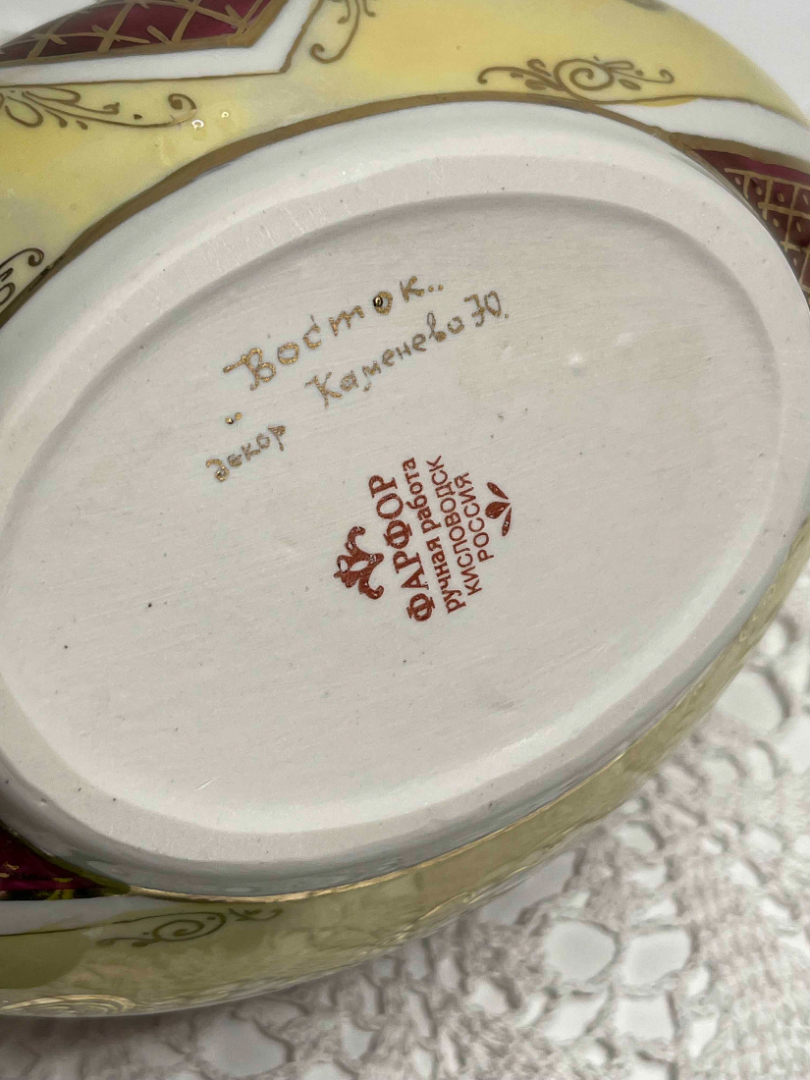 "Восток"
декор Каменева Ю.
ФАРФОР
ручная работа
КИСЛОВОДСК
РОССИЯ